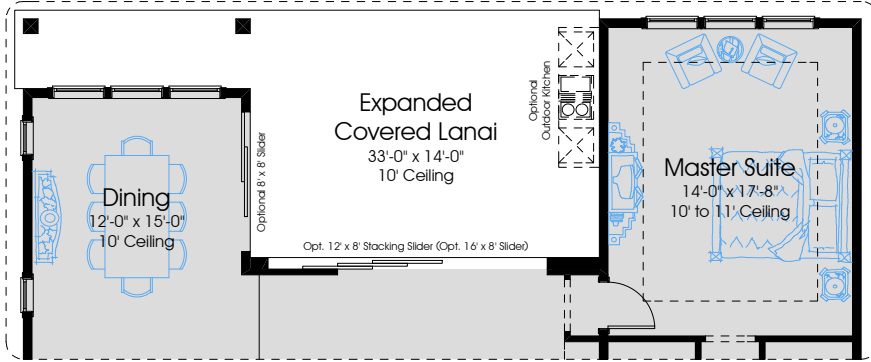 Expanded
Covered Lanai
33'-0" x 14'-0"
10' Ceiling
Optional
Outdoor Kitchen
Optional 8' x 8' Slider
Opt. 12' x 8' Stacking Slider (Opt. 16' x 8' Slider)
Dining
12'-0" x 15'-0"
10' Ceiling
Master Suite
14'-0" x 17'-8"
10' to 11' Ceiling